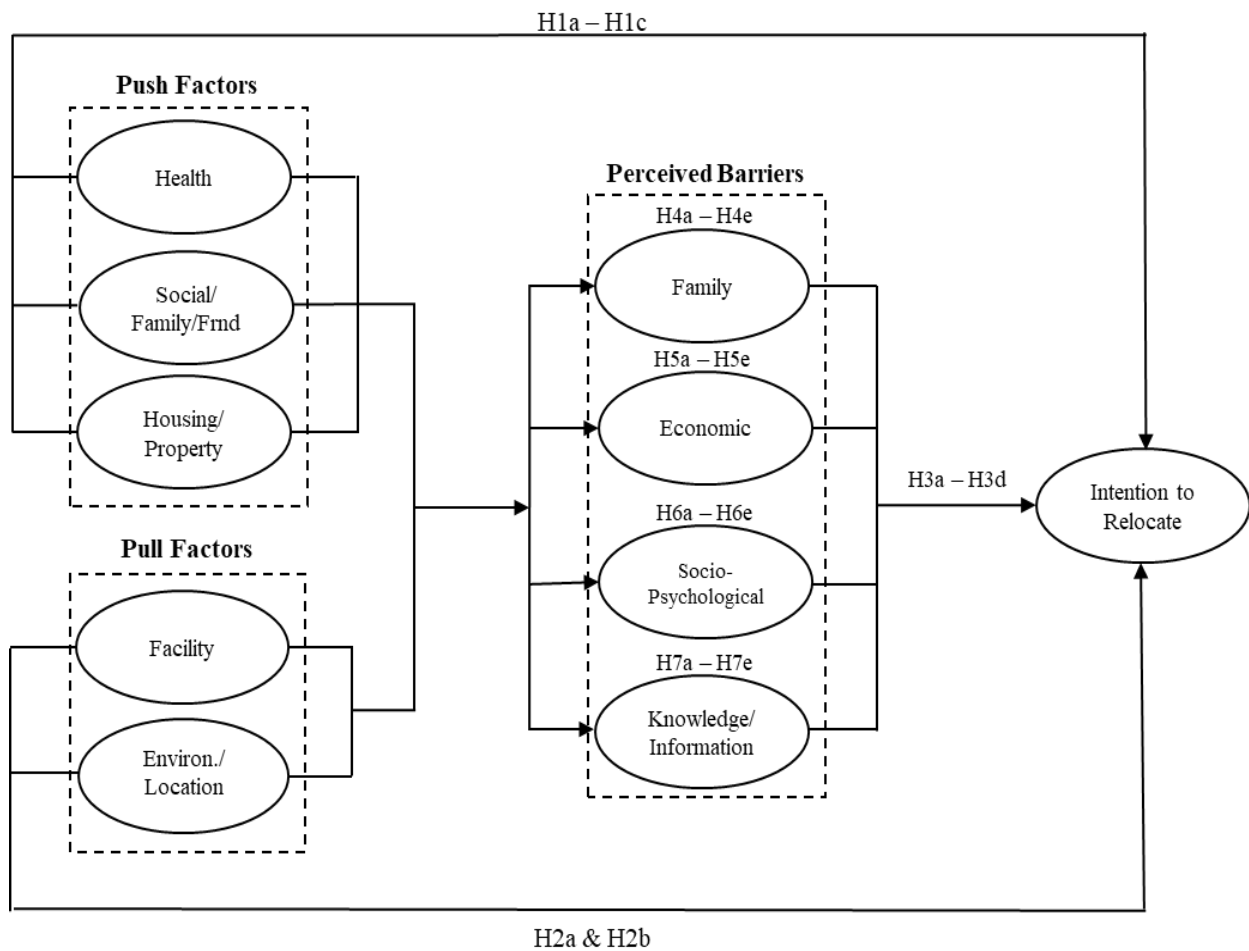 H1a – H1c
Push Factors
Health
Social/
Family/Frnd
Housing/
Property
Pull Factors
Facility
Environ./
Location
Perceived Barriers
H4a – H4e
Family
H5a – H5e
Economic
H6a – H6e
Socio-
Psychological
H7a – H7e
Knowledge/
Information
H3a – H3d
Intention to
Relocate
H2a & H2b